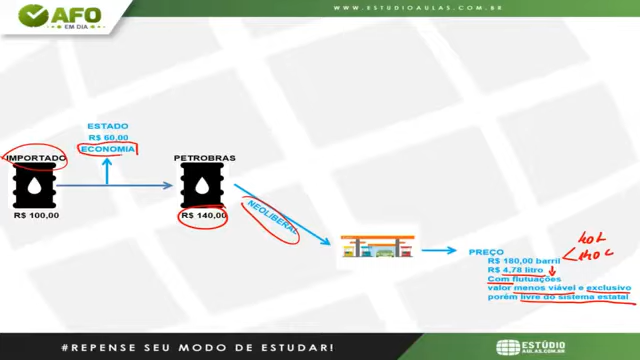 AFO
EM DIA
WWW.ESTUDIOAULAS.COM.BR
ESTADO
R$ 60,00
ECONOMIA
IMPORTADO
R$ 100,00
PETROBRAS
R$ 140,00
NEOLIBERAL
PREÇO
R$ 180,00 barril
R$ 4,78 litro
Com flutuações
valor menos viável e exclusivo
porém livre do sistema estatal
#REPENSE SEU MODO DE ESTUDAR!
ESTÚDIO
AULAS.COM.BR